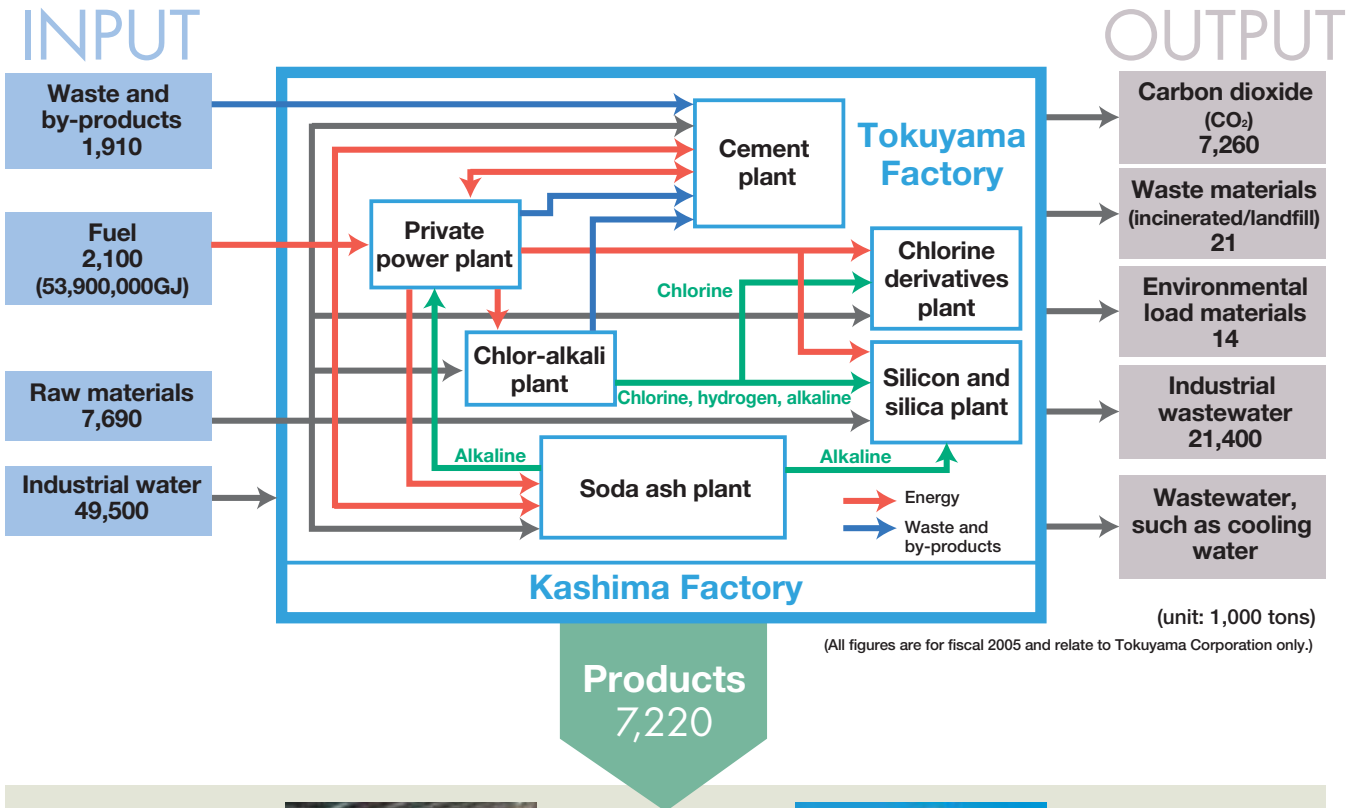 INPUT
OUTPUT
Waste and
by-products
1,910
Fuel
2,100
(53,900,000GJ)
Raw materials
7,690
Industrial water
49,500
Tokuyama
Factory
Cement
plant
Private
power plant
Chlorine
derivatives
plant
Chlorine
Chlor-alkali
plant
Chlorine, hydrogen, alkaline
Silicon and
silica plant
Alkaline
Soda ash plant
Alkaline
Energy
Waste and
by-products
Kashima Factory
Carbon dioxide
(CO₂)
7,260
Waste materials
(incinerated/landfill)
21
Environmental
load materials
14
Industrial
wastewater
21,400
Wastewater,
such as cooling
water
(unit: 1,000 tons)
(All figures are for fiscal 2005 and relate to Tokuyama Corporation only.)
Products
7,220